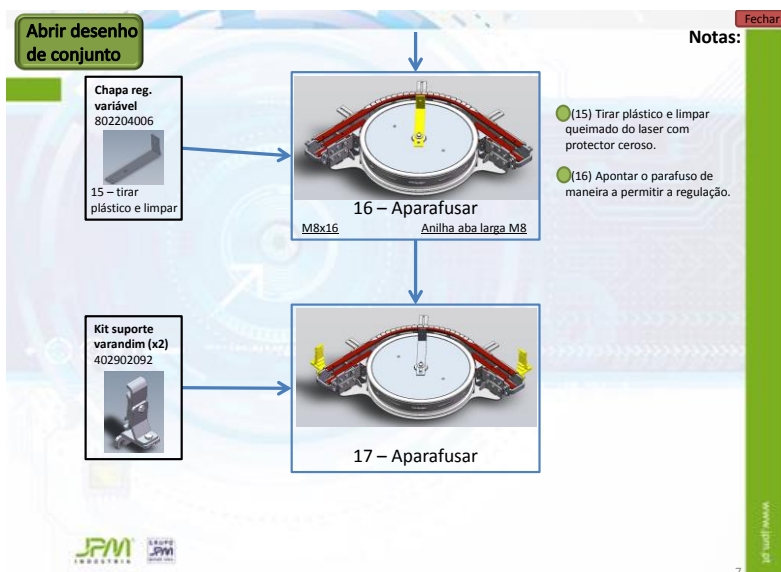 Fechar
Abrir desenho
de conjunto
Notas:
Chapa reg.
variável
802204006
15 – tirar
plástico e limpar
16 – Aparafusar
M8x16
Anilha aba larga M8
(15) Tirar plástico e limpar
queimado do laser com
protector ceroso.
(16) Apontar o parafuso de
maneira a permitir a regulação.
Kit suporte
varandim (x2)
402902092
17 – Aparafusar
JPM
INDUSTRIA
GRUPO
JPM
www.jpm.pt
7